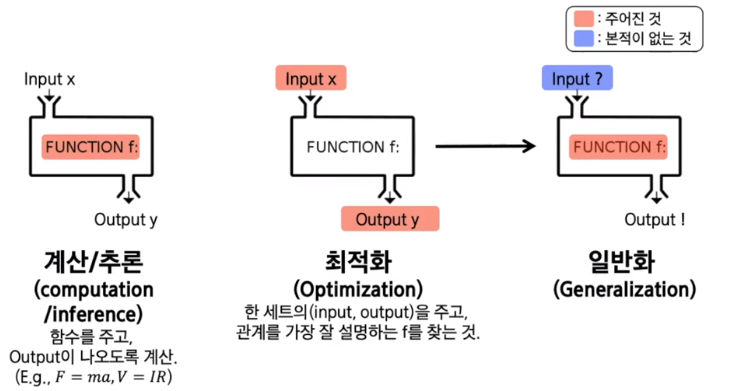 : 주어진 것
: 본적이 없는 것
Input x
FUNCTION f:
Output y
계산/추론
(computation
/inference)
함수를 주고,
Output이 나오도록 계산.
(E.g., F = ma, V = IR)
Input x
FUNCTION f:
Output y
최적화
(Optimization)
한 세트의(input, output)을 주고,
관계를 가장 잘 설명하는 f를 찾는 것.
Input ?
FUNCTION f:
Output !
일반화
(Generalization)